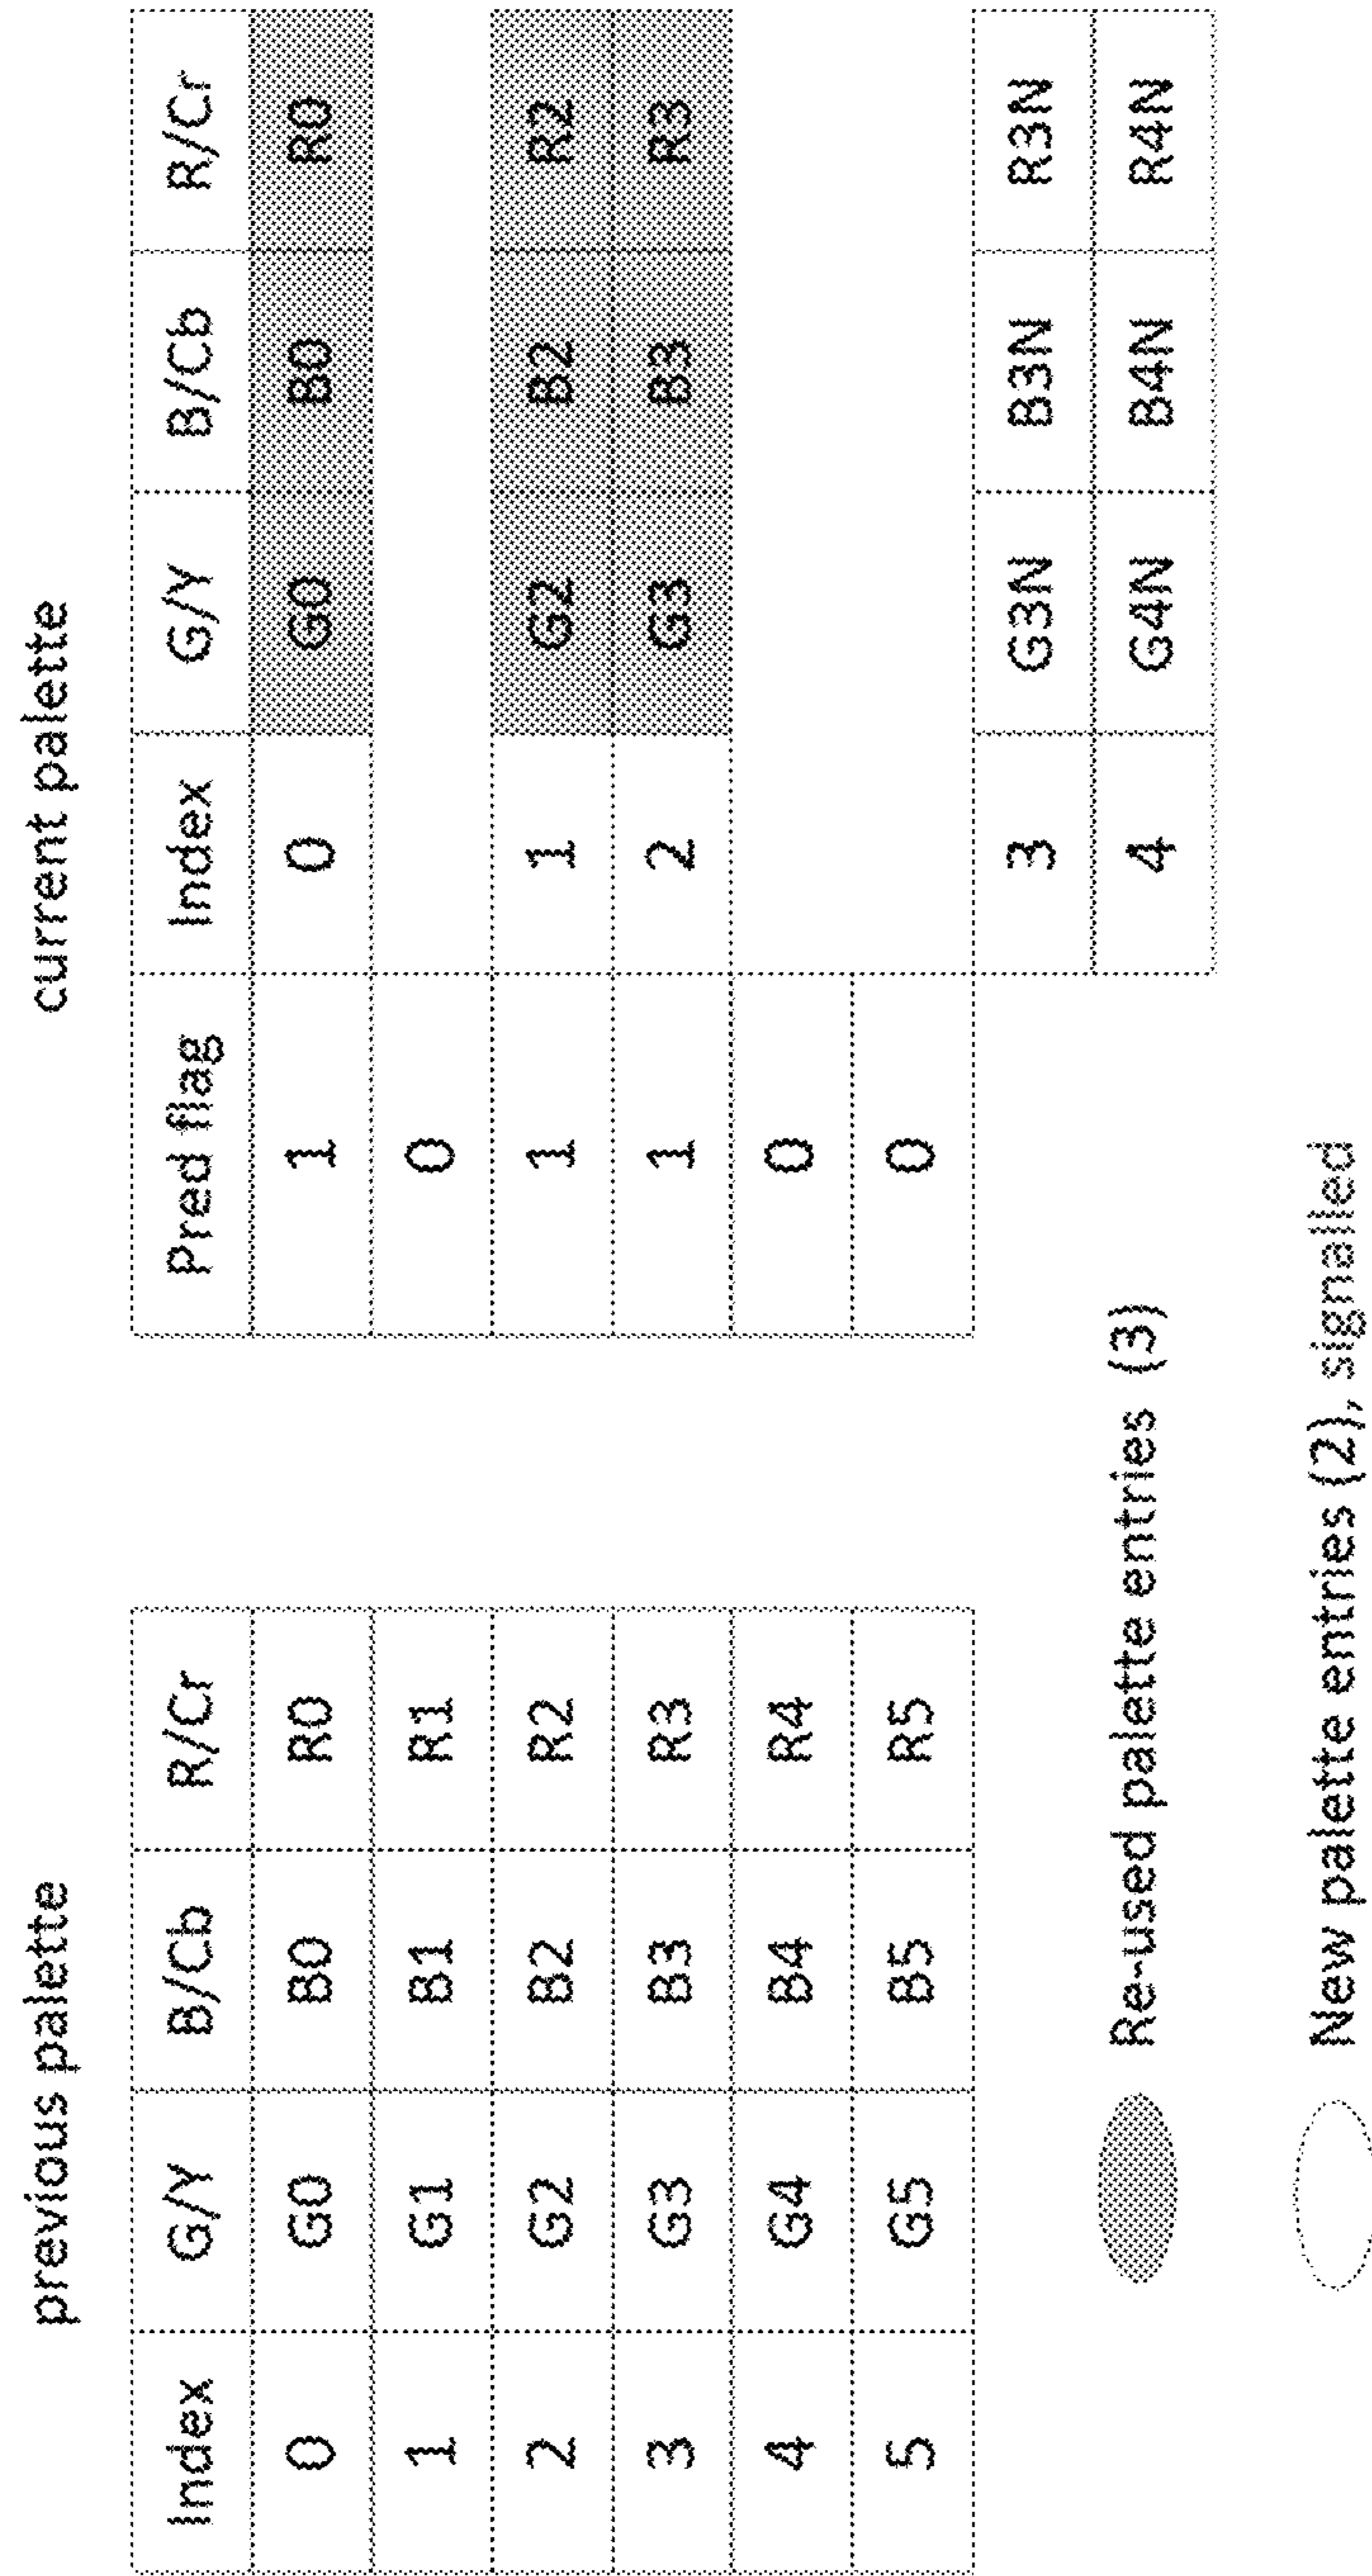 previous palette
Index G/Y B/Cb R/Cr
0 G0 B0 R0
1 G1 B1 R1
2 G2 B2 R2
3 G3 B3 R3
4 G4 B4 R4
5 G5 B5 R5
current palette
Pred flag Index G/Y B/Cb R/Cr
1 0 G0 B0 R0
0
1 1 G2 B2 R2
1 2 G3 B3 R3
0
0
3 G3N B3N R3N
4 G4N B4N R4N
Re-used palette entries (3)
New palette entries (2), signalled